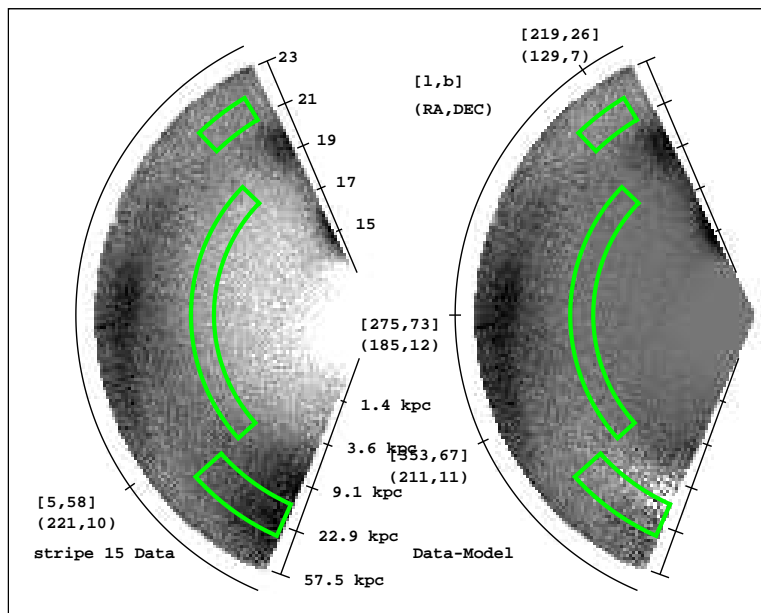 [219,26]
(129,7)
[l,b]
(RA,DEC)
23
21
19
17
15
[275,73]
(185,12)
1.4 kpc
3.6 kpc
[353,67]
(211,11)
9.1 kpc
[5,58]
(221,10)
22.9 kpc
stripe 15 Data
Data-Model
57.5 kpc